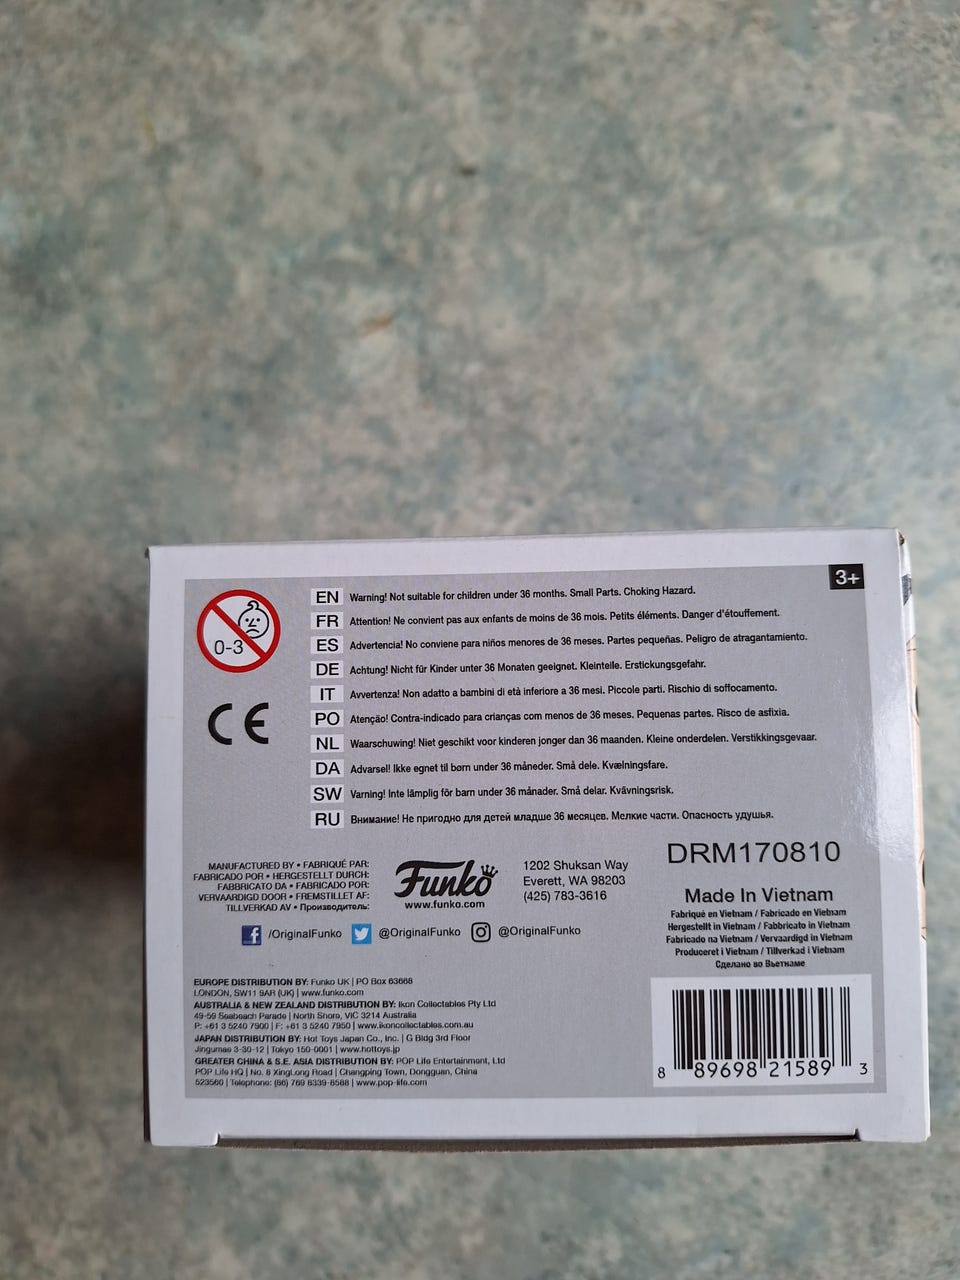 3+
0-3
CE
EN Warning! Not suitable for children under 36 months. Small Parts. Choking Hazard.
FR Attention! Ne convient pas aux enfants de moins de 36 mois. Petits éléments. Danger d'étouffement.
ES Advertencia! No conviene para niños menores de 36 meses. Partes pequeñas. Peligro de atragantamiento.
DE Achtung! Nicht für Kinder unter 36 Monaten geeignet. Kleinteile. Erstickungsgefahr.
IT Avvertenza! Non adatto a bambini di età inferiore a 36 mesi. Piccole parti. Rischio di soffocamento.
PO Atenção! Contra-indicado para crianças com menos de 36 meses. Pequenas partes. Risco de asfixia.
NL Waarschuwing! Niet geschikt voor kinderen jonger dan 36 maanden. Kleine onderdelen. Verstikkingsgevaar.
DA Advarsel! Ikke egnet til børn under 36 måneder. Små dele. Kvælningsfare.
SW Varning! Inte lämplig för barn under 36 månader. Små delar. Kvävningsrisk.
RU Внимание! Не пригодно для детей младше 36 месяцев. Мелкие части. Опасность удушья.
MANUFACTURED BY • FABRIQUÉ PAR:
FABRICADO POR • HERGESTELLT DURCH:
FABBRICATO DA • FABRICADO POR:
VERVAARDIGD DOOR • FREMSTILLET AF:
TILLVERKAD AV • Производитель:
Funko
www.funko.com
1202 Shuksan Way
Everett, WA 98203
(425) 783-3616
/OriginalFunko @OriginalFunko @OriginalFunko
DRM170810
Made In Vietnam
Fabriqué en Vietnam / Fabricado en Vietnam
Hergestellt in Vietnam / Fabbricato in Vietnam
Fabricado na Vietnam / Vervaardigd in Vietnam
Produceret i Vietnam / Tillverkad i Vietnam
Сделано во Вьетнаме
EUROPE DISTRIBUTION BY: Funko UK | PO Box 63668
LONDON, SW11 9AR (UK) | www.funko.com
AUSTRALIA & NEW ZEALAND DISTRIBUTION BY: Ikon Collectables Pty Ltd
49-59 Seabeach Parade | North Shore, VIC 3214 Australia
P: +61 3 5240 7900 | F: +61 3 5240 7950 | www.ikoncollectables.com.au
JAPAN DISTRIBUTION BY: Hot Toys Japan Co., Inc. | G Bldg 3rd Floor
Jingumae 3-30-12 | Tokyo 150-0001 | www.hottoys.jp
GREATER CHINA & S.E. ASIA DISTRIBUTION BY: POP Life Entertainment, Ltd
POP Life HQ | No. 8 XingLong Road | Changping Town, Dongguan, China
523560 | Telephone: (86) 769 8339-8588 | www.pop-life.com
8 89698 21589 3